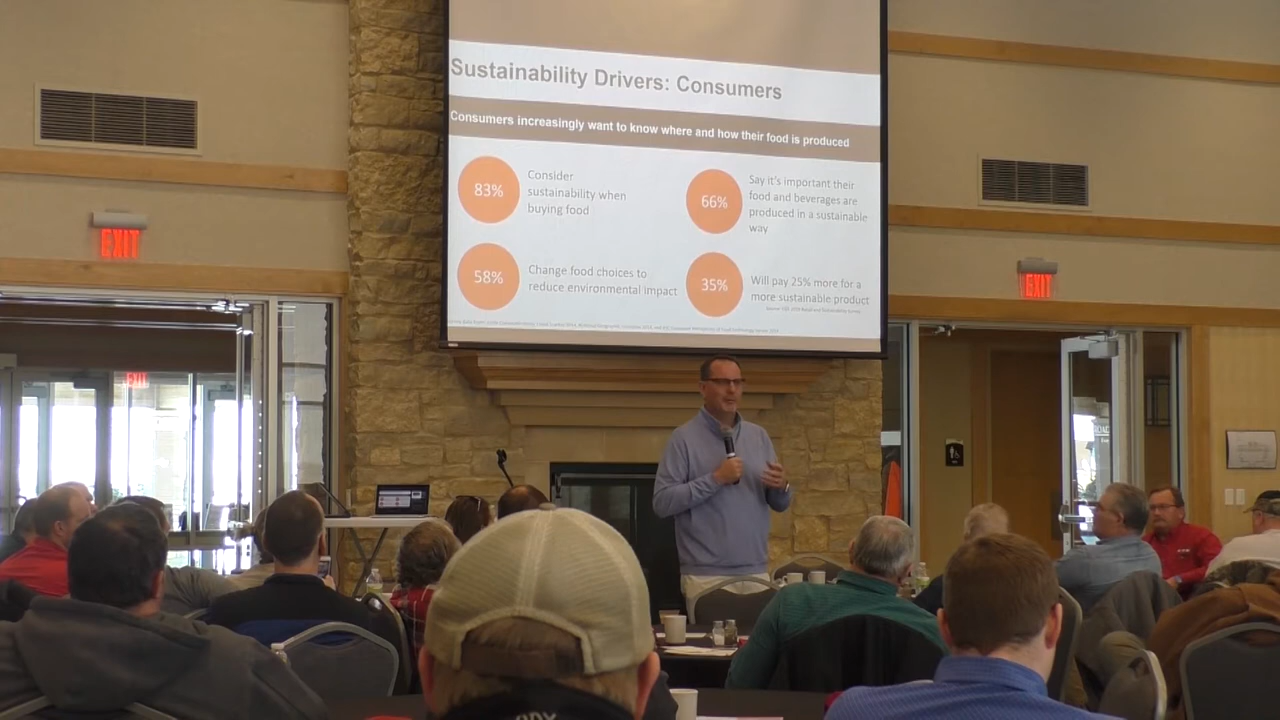 Sustainability Drivers: Consumers
Consumers increasingly want to know where and how their food is produced
83%
Consider
sustainability when
buying food
66%
Say it's important their
food and beverages are
produced in a sustainable
way
58%
Change food choices to
reduce environmental impact
35%
Will pay 25% more for a
more sustainable product
EXIT
EXIT
EXIT